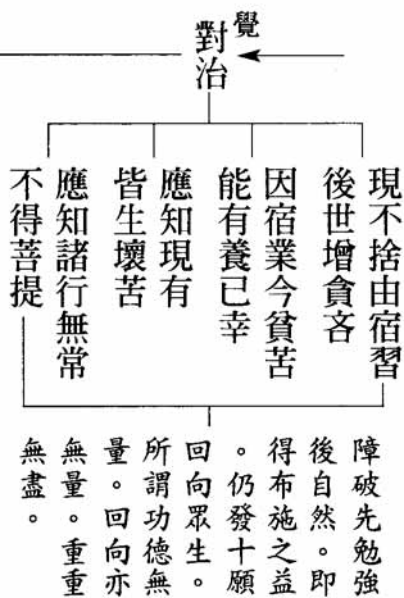 覺
對治
現不捨由宿習
後世增貪吝
因宿業今貧苦
能有養已幸
應知現有
皆生壞苦
應知諸行無常
不得菩提
障破先勉強
後自然。即
得布施之益
。仍發十願
回向眾生。
所謂功德無
量。回向亦
無量。重重
無盡。